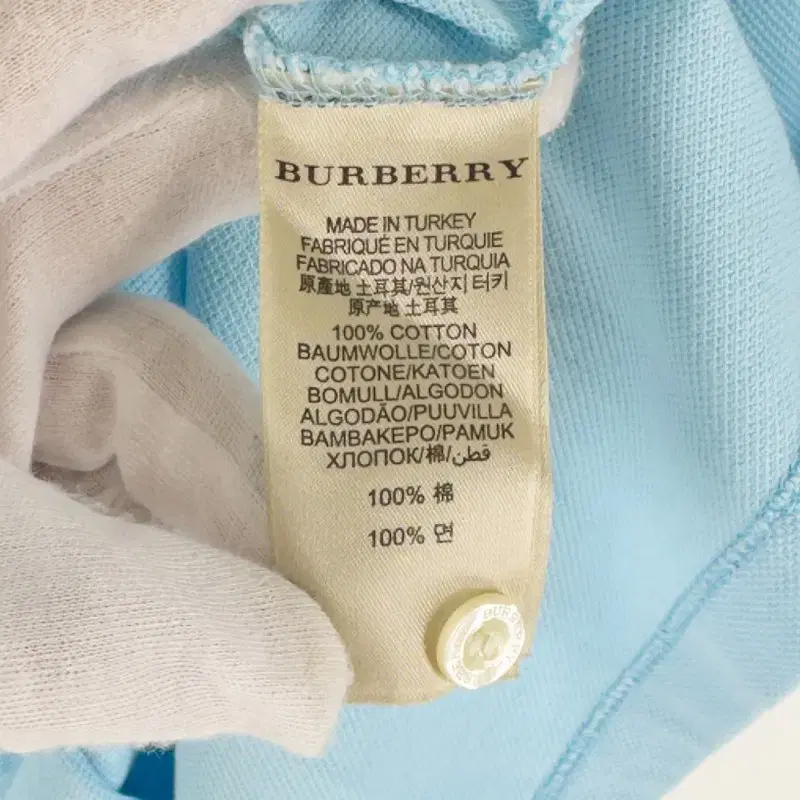 BURBERRY
MADE IN TURKEY
FABRIQUÉ EN TURQUIE
FABRICADO NA TURQUIA
原產地 土耳其/원산지 터키
原产地 土耳其
100% COTTON
BAUMWOLLE/COTON
COTONE/KATOEN
BOMULL/ALGODON
ALGODÃO/PUUVILLA
ΒΑΜΒΑΚΕΡΟ/PAMUK
ХЛОПОК/棉/قطن
100% 棉
100% 면
BURBERRY